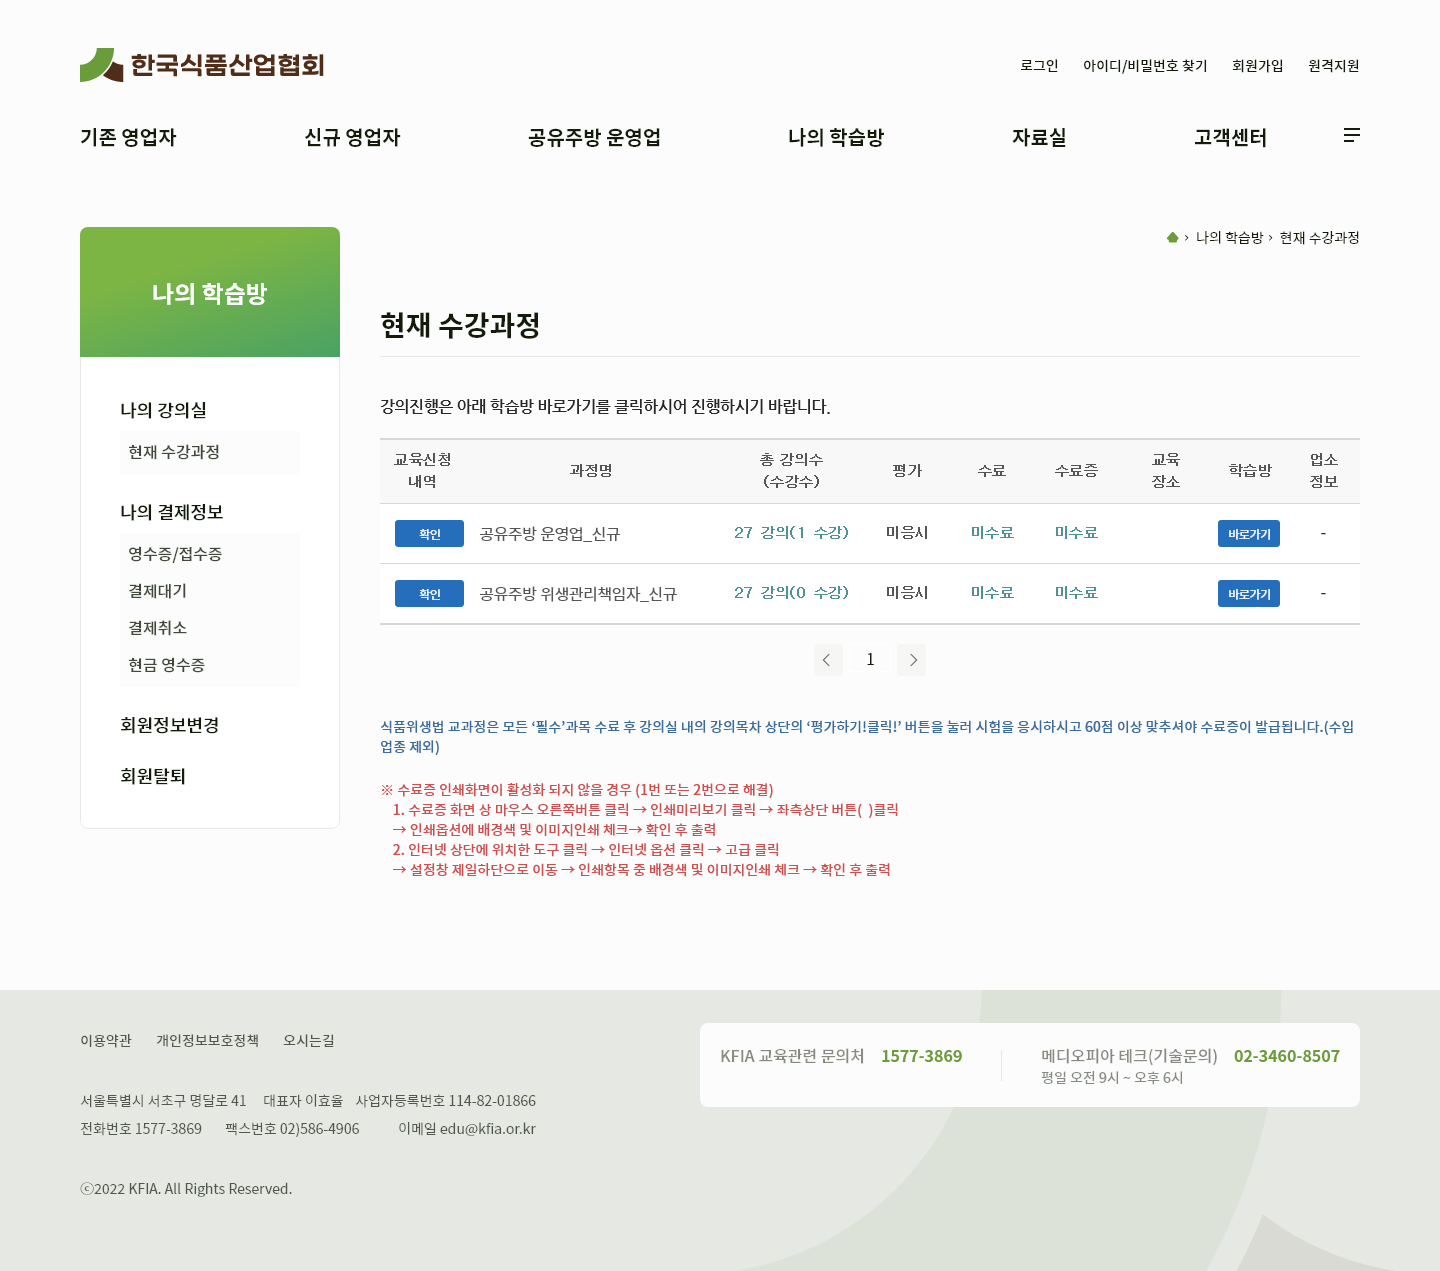 한국식품산업협회
로그인 아이디/비밀번호 찾기 회원가입 원격지원
기존 영업자 신규 영업자 공유주방 운영업 나의 학습방 자료실 고객센터
› 나의 학습방 › 현재 수강과정
나의 학습방
나의 강의실
현재 수강과정
나의 결제정보
영수증/접수증
결제대기
결제취소
현금 영수증
회원정보변경
회원탈퇴
현재 수강과정
강의진행은 아래 학습방 바로가기를 클릭하시어 진행하시기 바랍니다.
교육신청 내역 과정명 총 강의수 (수강수) 평가 수료 수료증 교육 장소 학습방 업소 정보
확인 공유주방 운영업_신규 27 강의(1 수강) 미응시 미수료 미수료 바로가기 -
확인 공유주방 위생관리책임자_신규 27 강의(0 수강) 미응시 미수료 미수료 바로가기 -
1
식품위생법 교과정은 모든 ‘필수’과목 수료 후 강의실 내의 강의목차 상단의 ‘평가하기!클릭!’ 버튼을 눌러 시험을 응시하시고 60점 이상 맞추셔야 수료증이 발급됩니다.(수입
업종 제외)
※ 수료증 인쇄화면이 활성화 되지 않을 경우 (1번 또는 2번으로 해결)
1. 수료증 화면 상 마우스 오른쪽버튼 클릭 → 인쇄미리보기 클릭 → 좌측상단 버튼( )클릭
→ 인쇄옵션에 배경색 및 이미지인쇄 체크→ 확인 후 출력
2. 인터넷 상단에 위치한 도구 클릭 → 인터넷 옵션 클릭 → 고급 클릭
→ 설정창 제일하단으로 이동 → 인쇄항목 중 배경색 및 이미지인쇄 체크 → 확인 후 출력
이용약관 개인정보보호정책 오시는길
서울특별시 서초구 명달로 41 대표자 이효율 사업자등록번호 114-82-01866
전화번호 1577-3869 팩스번호 02)586-4906 이메일 edu@kfia.or.kr
ⓒ2022 KFIA. All Rights Reserved.
KFIA 교육관련 문의처 1577-3869
메디오피아 테크(기술문의) 02-3460-8507
평일 오전 9시 ~ 오후 6시